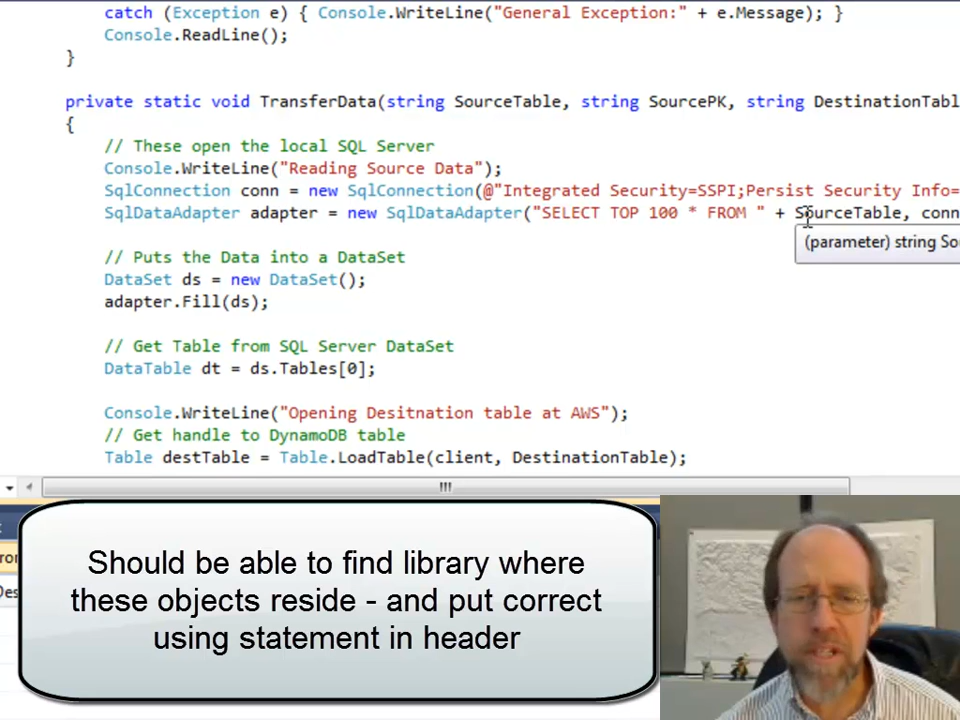 catch (Exception e) { Console.WriteLine("General Exception:" + e.Message); }
Console.ReadLine();
}
private static void TransferData(string SourceTable, string SourcePK, string DestinationTabl
{
// These open the local SQL Server
Console.WriteLine("Reading Source Data");
SqlConnection conn = new SqlConnection(@"Integrated Security=SSPI;Persist Security Info=
SqlDataAdapter adapter = new SqlDataAdapter("SELECT TOP 100 * FROM " + SourceTable, conn
(parameter) string So
// Puts the Data into a DataSet
DataSet ds = new DataSet();
adapter.Fill(ds);
// Get Table from SQL Server DataSet
DataTable dt = ds.Tables[0];
Console.WriteLine("Opening Desitnation table at AWS");
// Get handle to DynamoDB table
Table destTable = Table.LoadTable(client, DestinationTable);
Should be able to find library where
these objects reside - and put correct
using statement in header